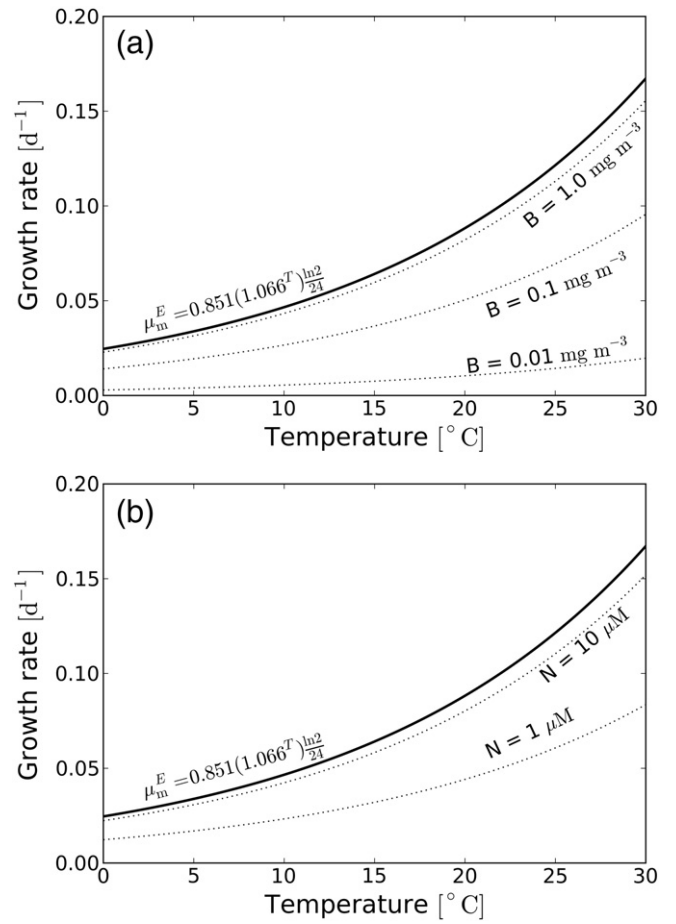 (a)
0.20
0.15
0.10
0.05
0.00
Growth rate [d⁻¹]
μ_m^E =0.851(1.066^T) ln2/24
B = 1.0 mg m⁻³
B = 0.1 mg m⁻³
B = 0.01 mg m⁻³
0 5 10 15 20 25 30
Temperature [° C]
(b)
0.20
0.15
0.10
0.05
0.00
Growth rate [d⁻¹]
μ_m^E =0.851(1.066^T) ln2/24
N = 10 μM
N = 1 μM
0 5 10 15 20 25 30
Temperature [° C]